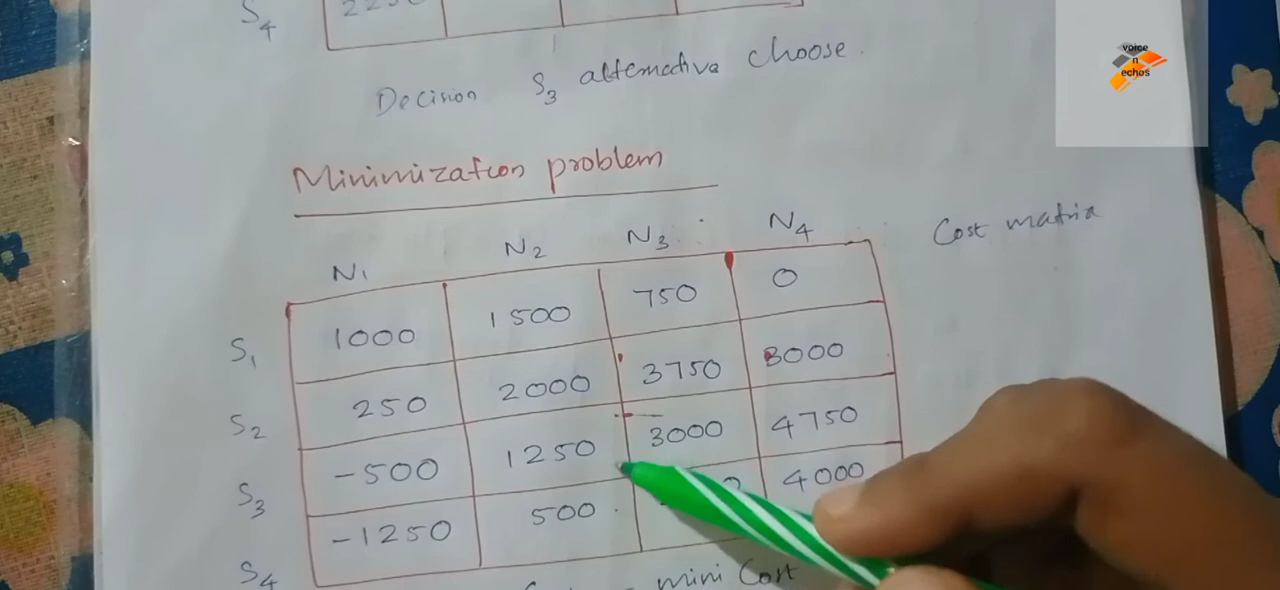 S4
Decision S3 alternative choose.
voice
n
echos
Minimization problem
Cost matrix
N1 N2 N3 N4
S1 1000 1500 750 0
S2 250 2000 3750 3000
S3 -500 1250 3000 4750
S4 -1250 500 4000
mini Cost